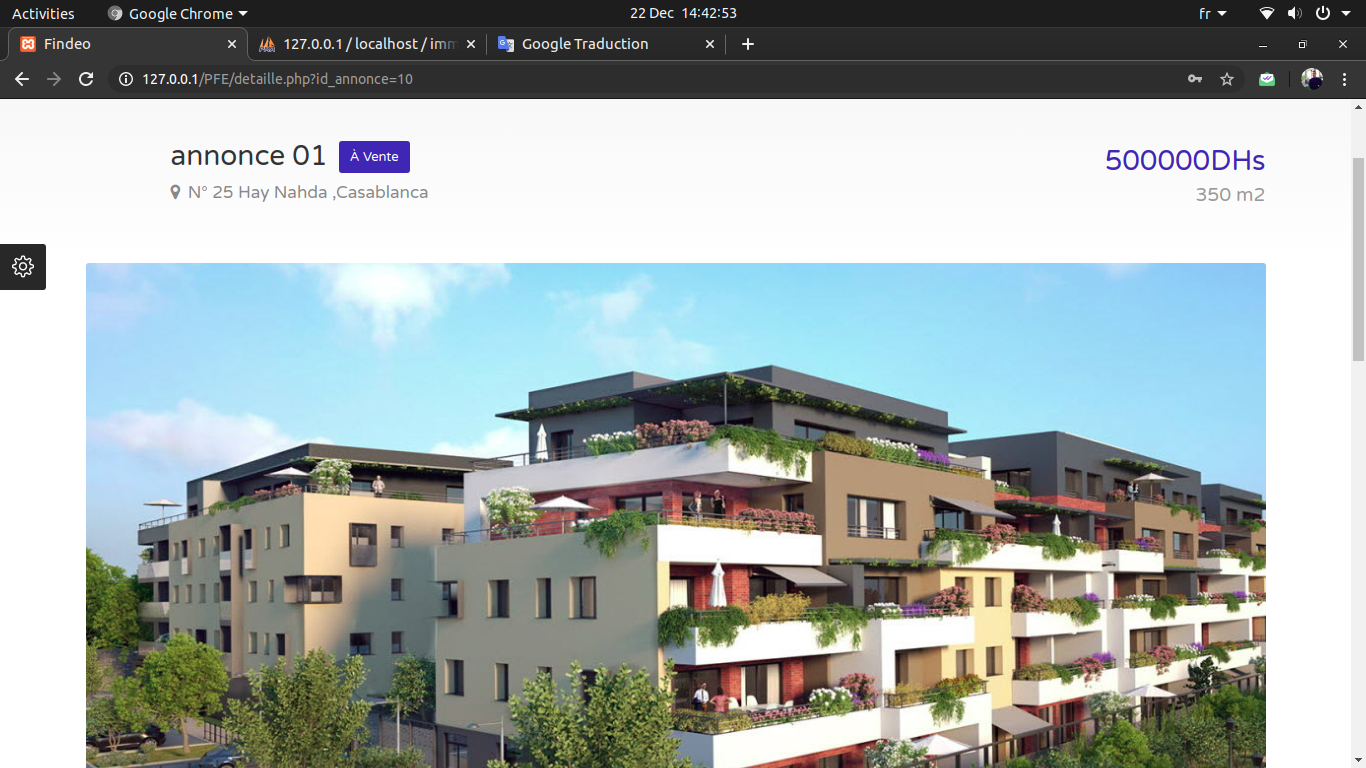 Activities Google Chrome 22 Dec 14:42:53 fr
Findeo 127.0.0.1 / localhost / imm Google Traduction
127.0.0.1/PFE/detaille.php?id_annonce=10
annonce 01 À Vente 500000DHs
N° 25 Hay Nahda ,Casablanca 350 m2